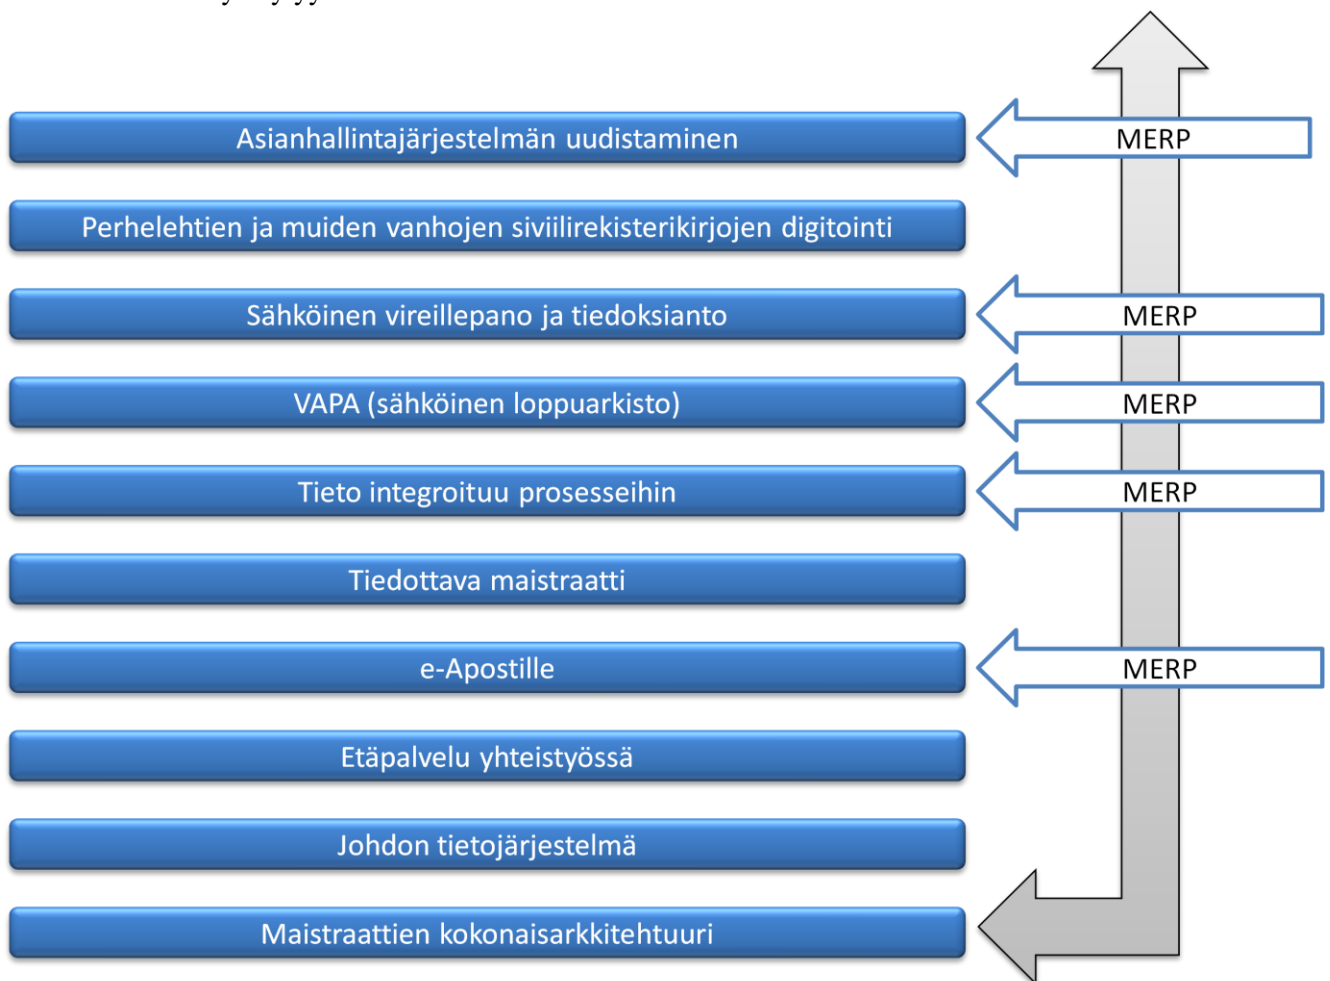 Asianhallintajärjestelmän uudistaminen
MERP
Perhelehtien ja muiden vanhojen siviilirekisterikirjojen digitointi
Sähköinen vireillepano ja tiedoksianto
MERP
VAPA (sähköinen loppuarkisto)
MERP
Tieto integroituu prosesseihin
MERP
Tiedottava maistraatti
e-Apostille
MERP
Etäpalvelu yhteistyössä
Johdon tietojärjestelmä
Maistraattien kokonaisarkkitehtuuri